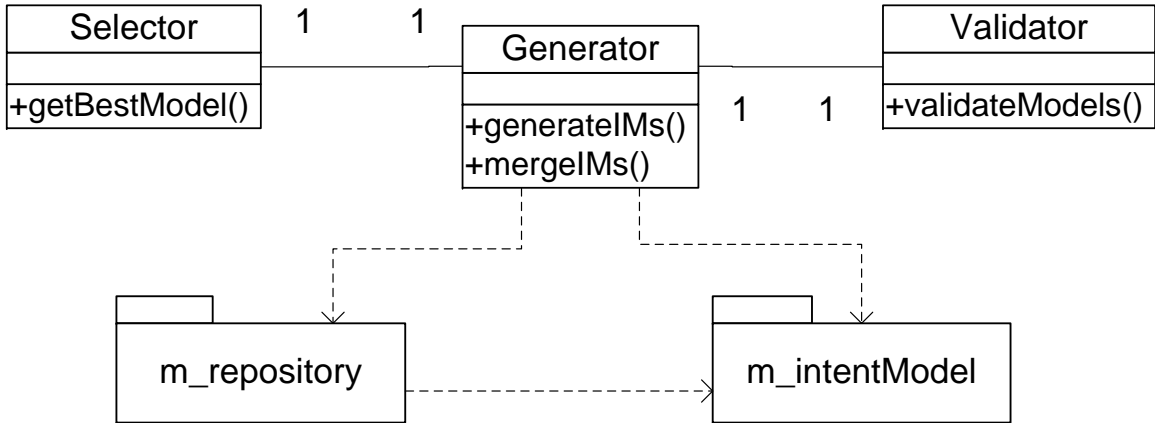 Selector
+getBestModel()
1 1
Generator
+generateIMs()
+mergeIMs()
1 1
Validator
+validateModels()
m_repository
m_intentModel